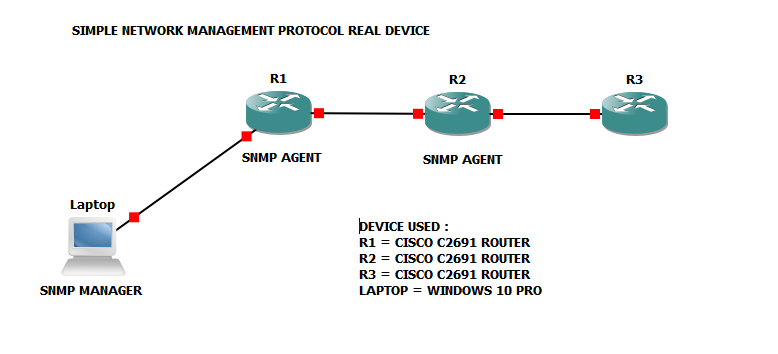 SIMPLE NETWORK MANAGEMENT PROTOCOL REAL DEVICE
R1
R2
R3
SNMP AGENT
SNMP AGENT
Laptop
SNMP MANAGER
DEVICE USED :
R1 = CISCO C2691 ROUTER
R2 = CISCO C2691 ROUTER
R3 = CISCO C2691 ROUTER
LAPTOP = WINDOWS 10 PRO